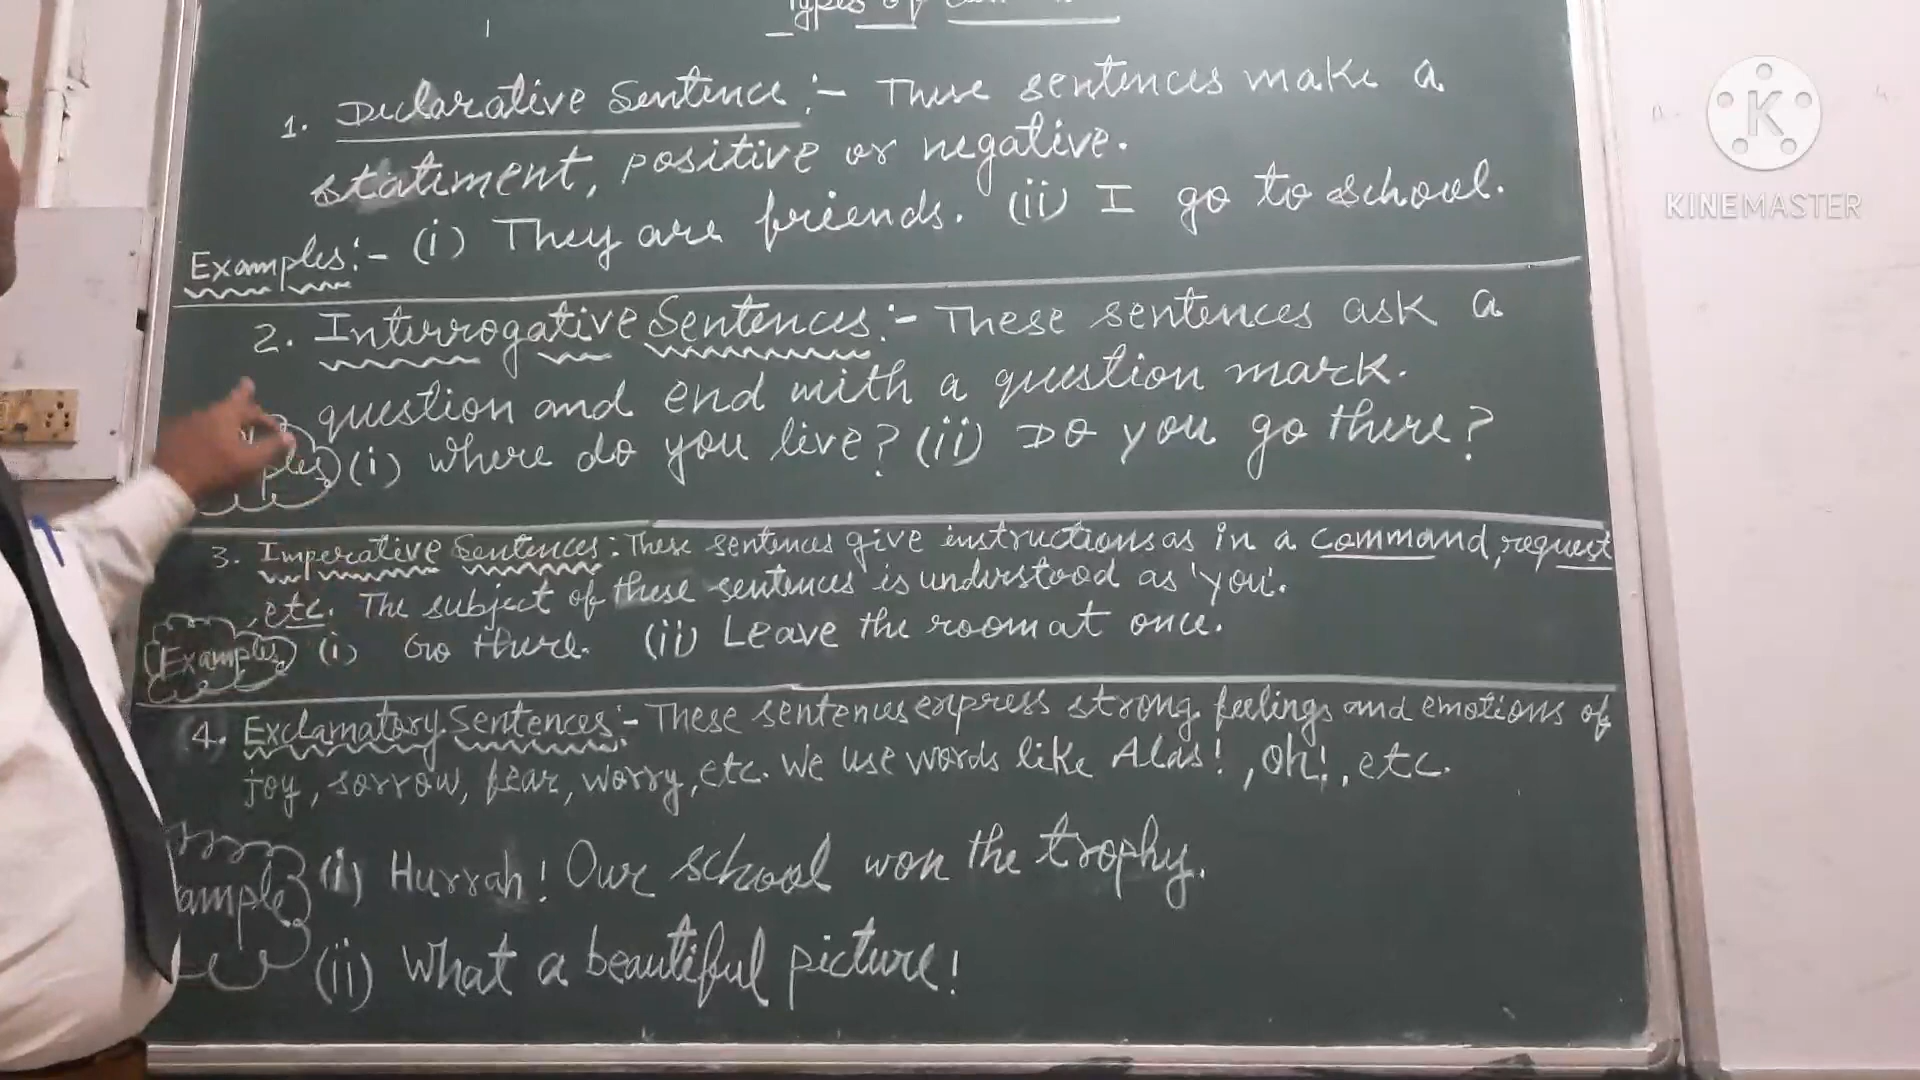 Types of
1. Declarative Sentence :- These sentences make a
statement, positive or negative.
Examples :- (i) They are friends. (ii) I go to school.
2. Interrogative Sentences :- These sentences ask a
question and end with a question mark.
ples (i) Where do you live? (ii) Do you go there?
3. Imperative Sentences : These sentences give instructions as in a command, request
, etc. The subject of these sentences is understood as 'you'.
Examples (i) Go there. (ii) Leave the room at once.
4. Exclamatory Sentences :- These sentences express strong feelings and emotions of
joy, sorrow, fear, worry, etc. We use words like Alas!, Oh!, etc.
ample (i) Hurrah! Our school won the trophy.
(ii) What a beautiful picture!
K
KINEMASTER